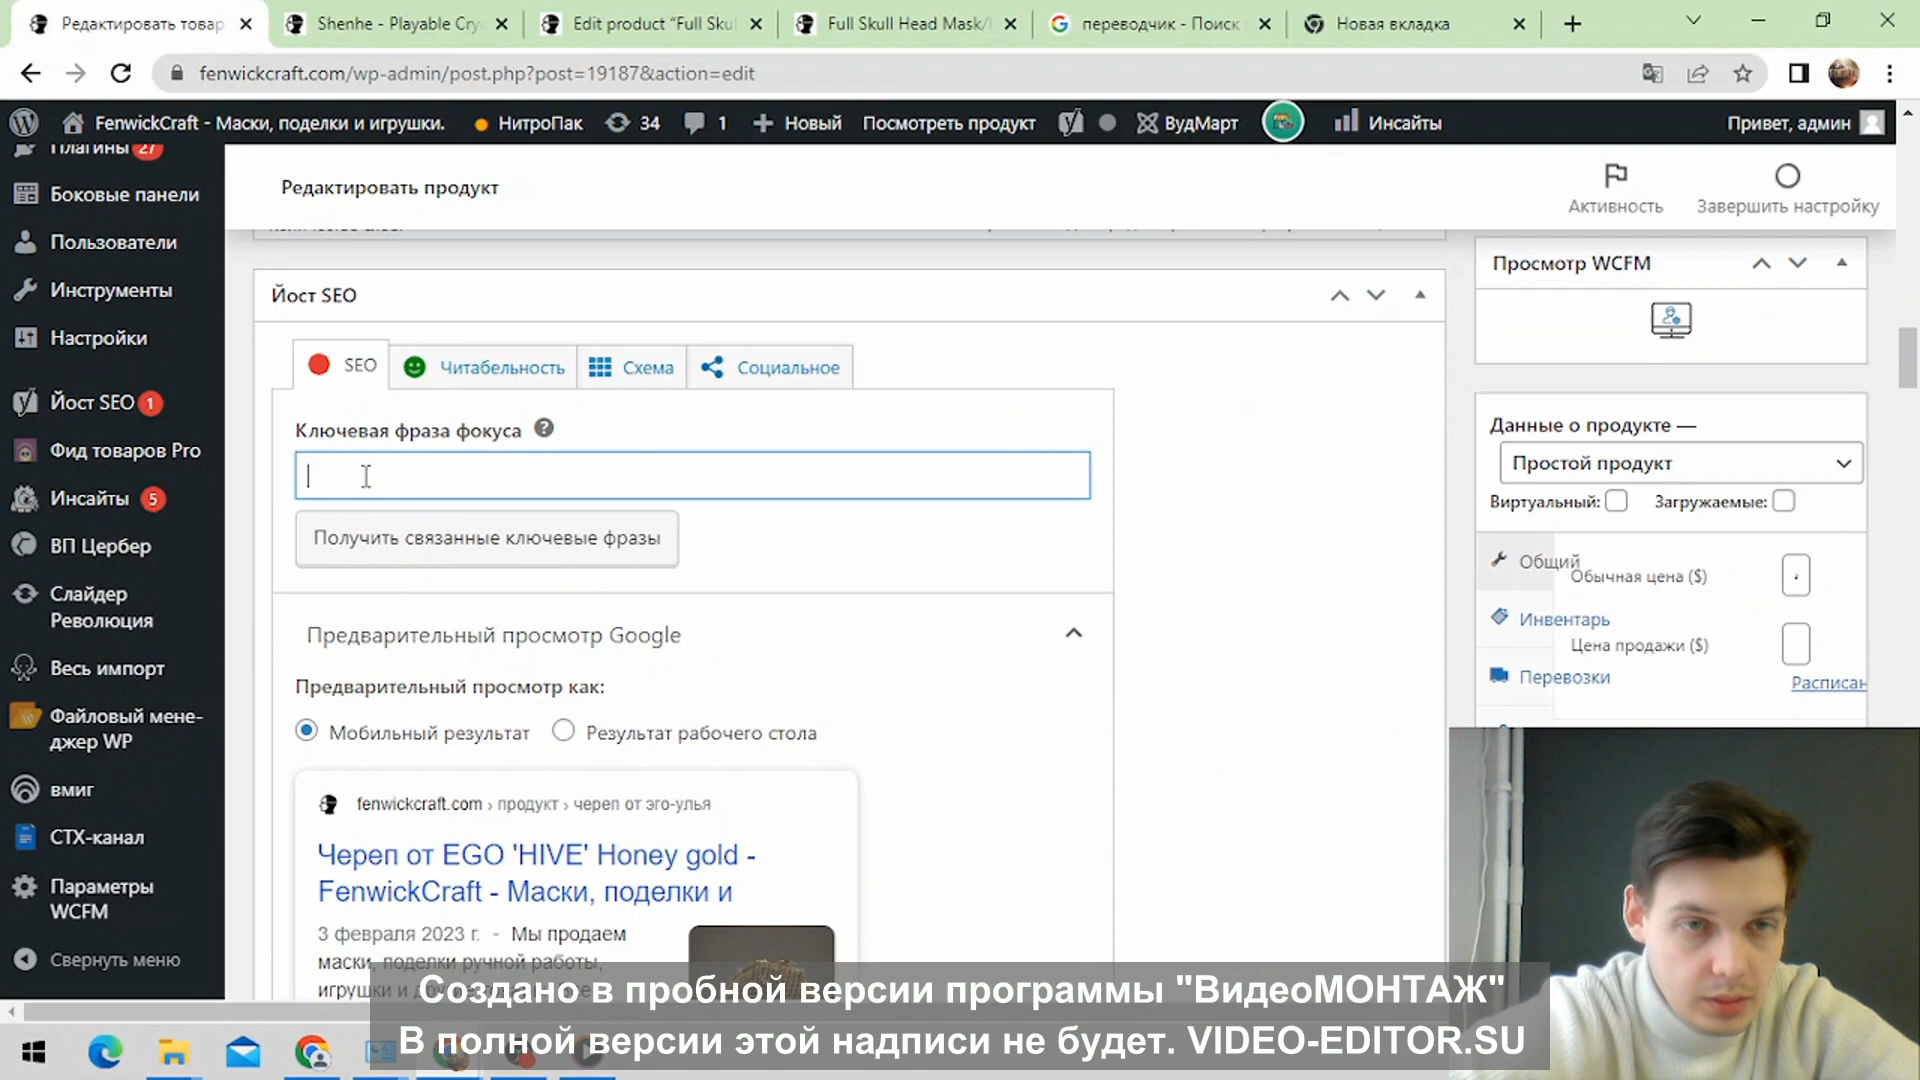 Редактировать товар
Shenhe - Playable Cry
Edit product “Full Skul
Full Skull Head Mask/
переводчик - Поиск
Новая вкладка
fenwickcraft.com/wp-admin/post.php?post=19187&action=edit
FenwickCraft - Маски, поделки и игрушки.
НитроПак
34
1
Новый
Посмотреть продукт
ВудМарт
Инсайты
Привет, админ
Плагины 27
Боковые панели
Пользователи
Инструменты
Настройки
Йост SEO 1
Фид товаров Pro
Инсайты 5
ВП Цербер
Слайдер
Революция
Весь импорт
Файловый мене-
джер WP
вмиг
СТХ-канал
Параметры
WCFM
Свернуть меню
Редактировать продукт
Активность
Завершить настройку
Йост SEO
SEO
Читабельность
Схема
Социальное
Ключевая фраза фокуса
Получить связанные ключевые фразы
Предварительный просмотр Google
Предварительный просмотр как:
Мобильный результат
Результат рабочего стола
fenwickcraft.com › продукт › череп от эго-улья
Череп от EGO 'HIVE' Honey gold -
FenwickCraft - Маски, поделки и
3 февраля 2023 г. - Мы продаем
маски, поделки ручной работы,
игрушки и
Просмотр WCFM
Данные о продукте —
Простой продукт
Виртуальный:
Загружаемые:
Общий
Обычная цена ($)
Инвентарь
Цена продажи ($)
Перевозки
Расписан
Создано в пробной версии программы "ВидеоМОНТАЖ"
В полной версии этой надписи не будет. VIDEO-EDITOR.SU